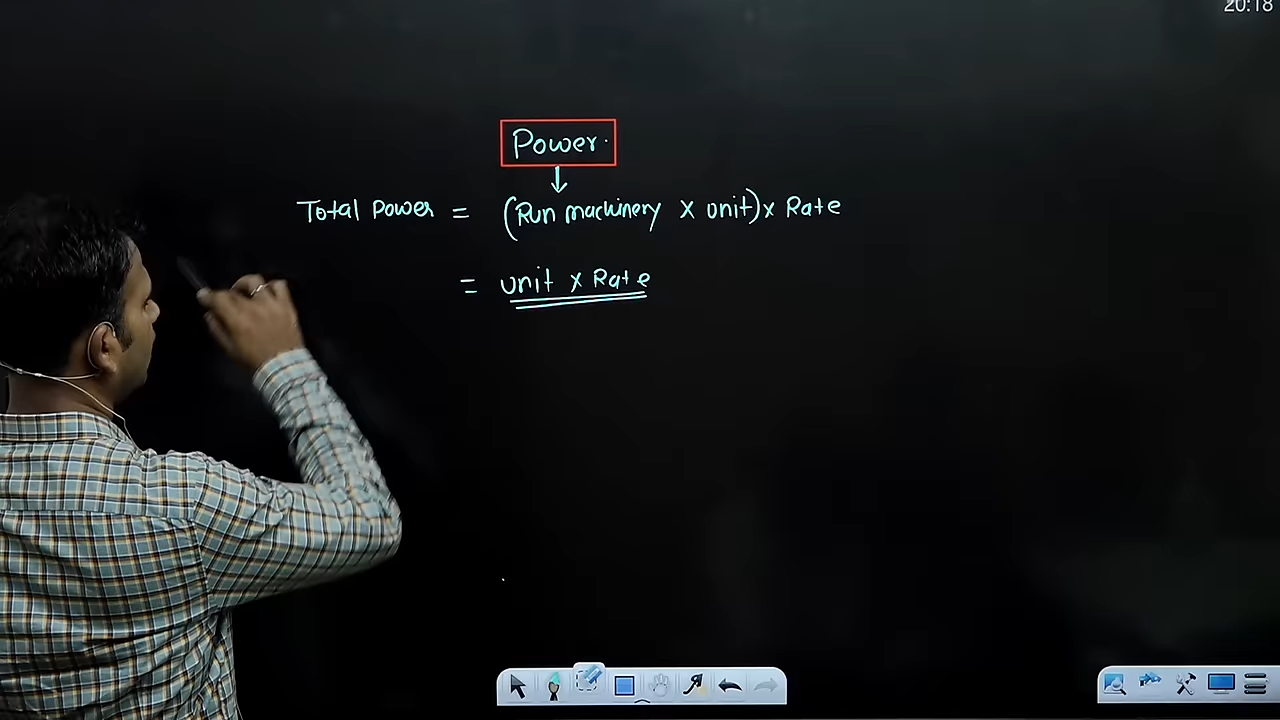 20:18
Power.
Total Power = (Run machinery X unit) x Rate
= unit x Rate